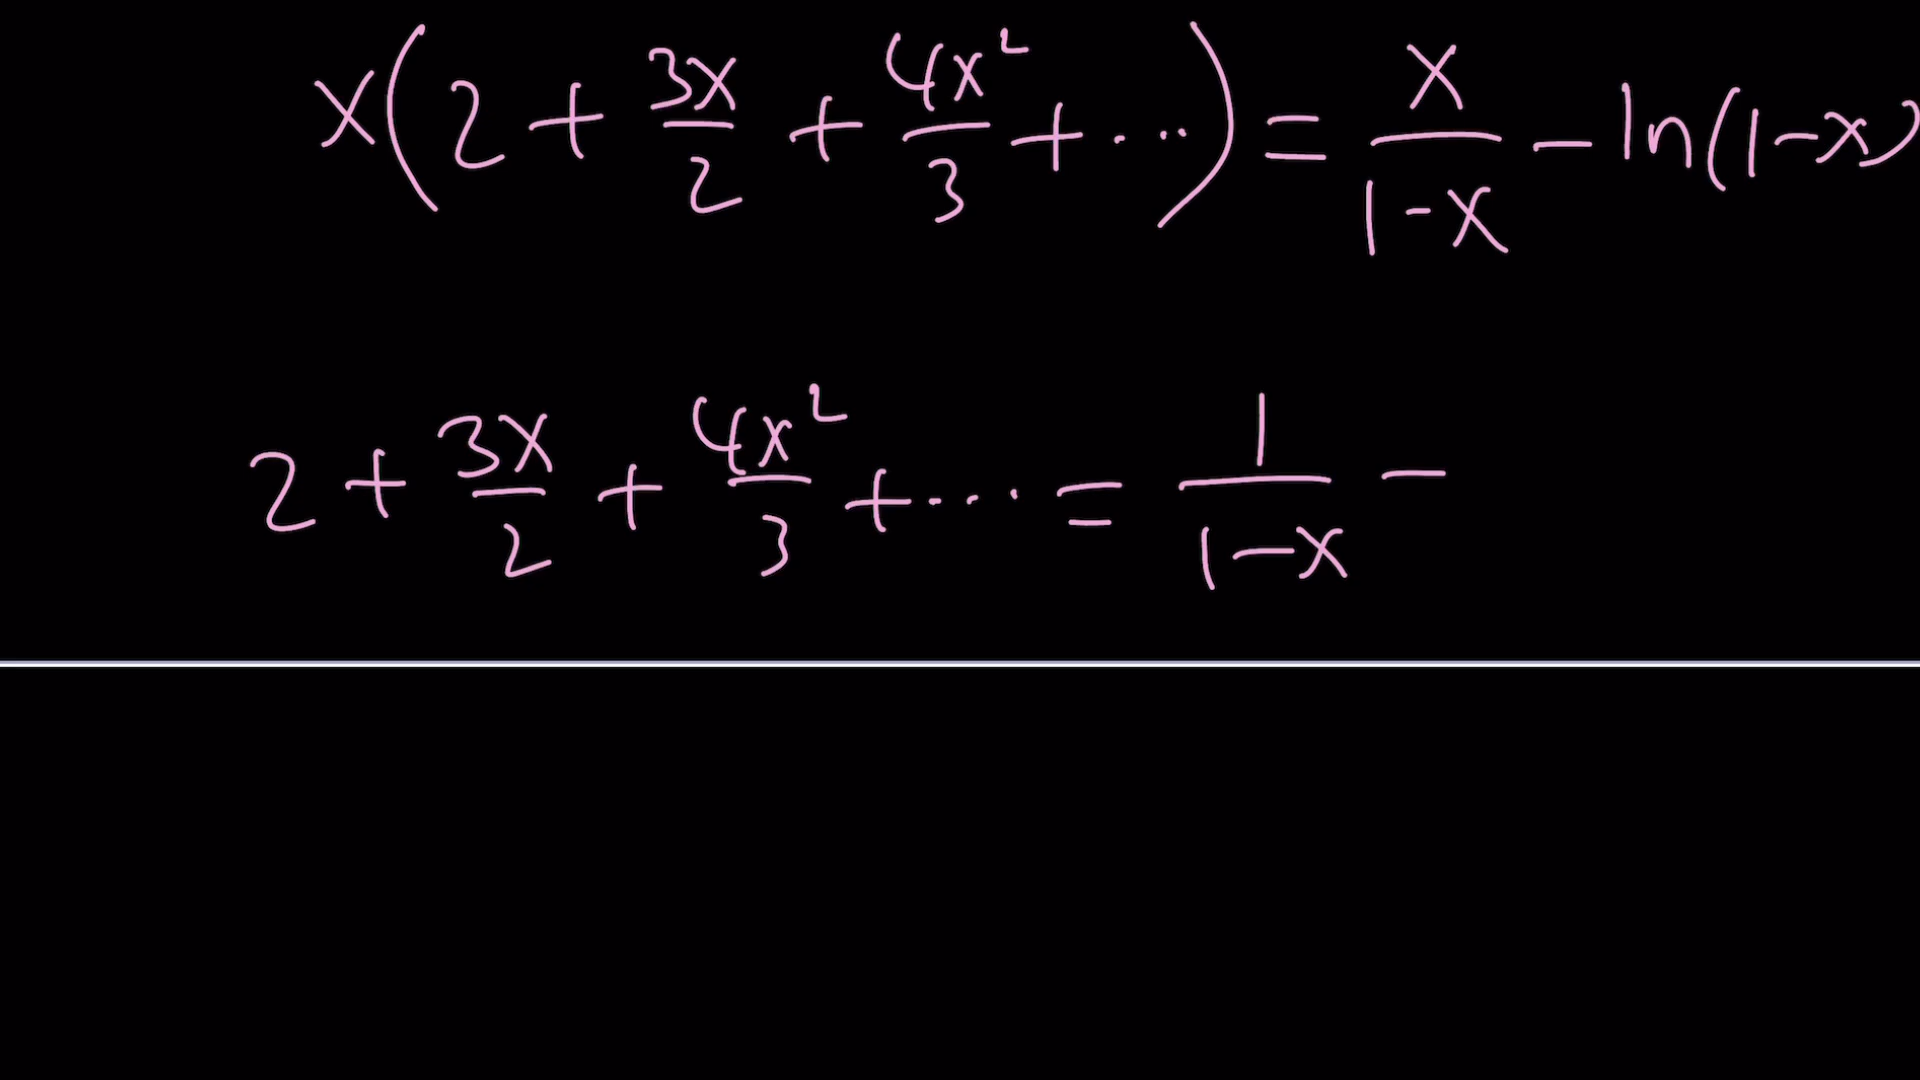 x(2 + 3x/2 + 4x²/3 + ...) = x/(1-x) - ln(1-x)
2 + 3x/2 + 4x²/3 + ... = 1/(1-x) -